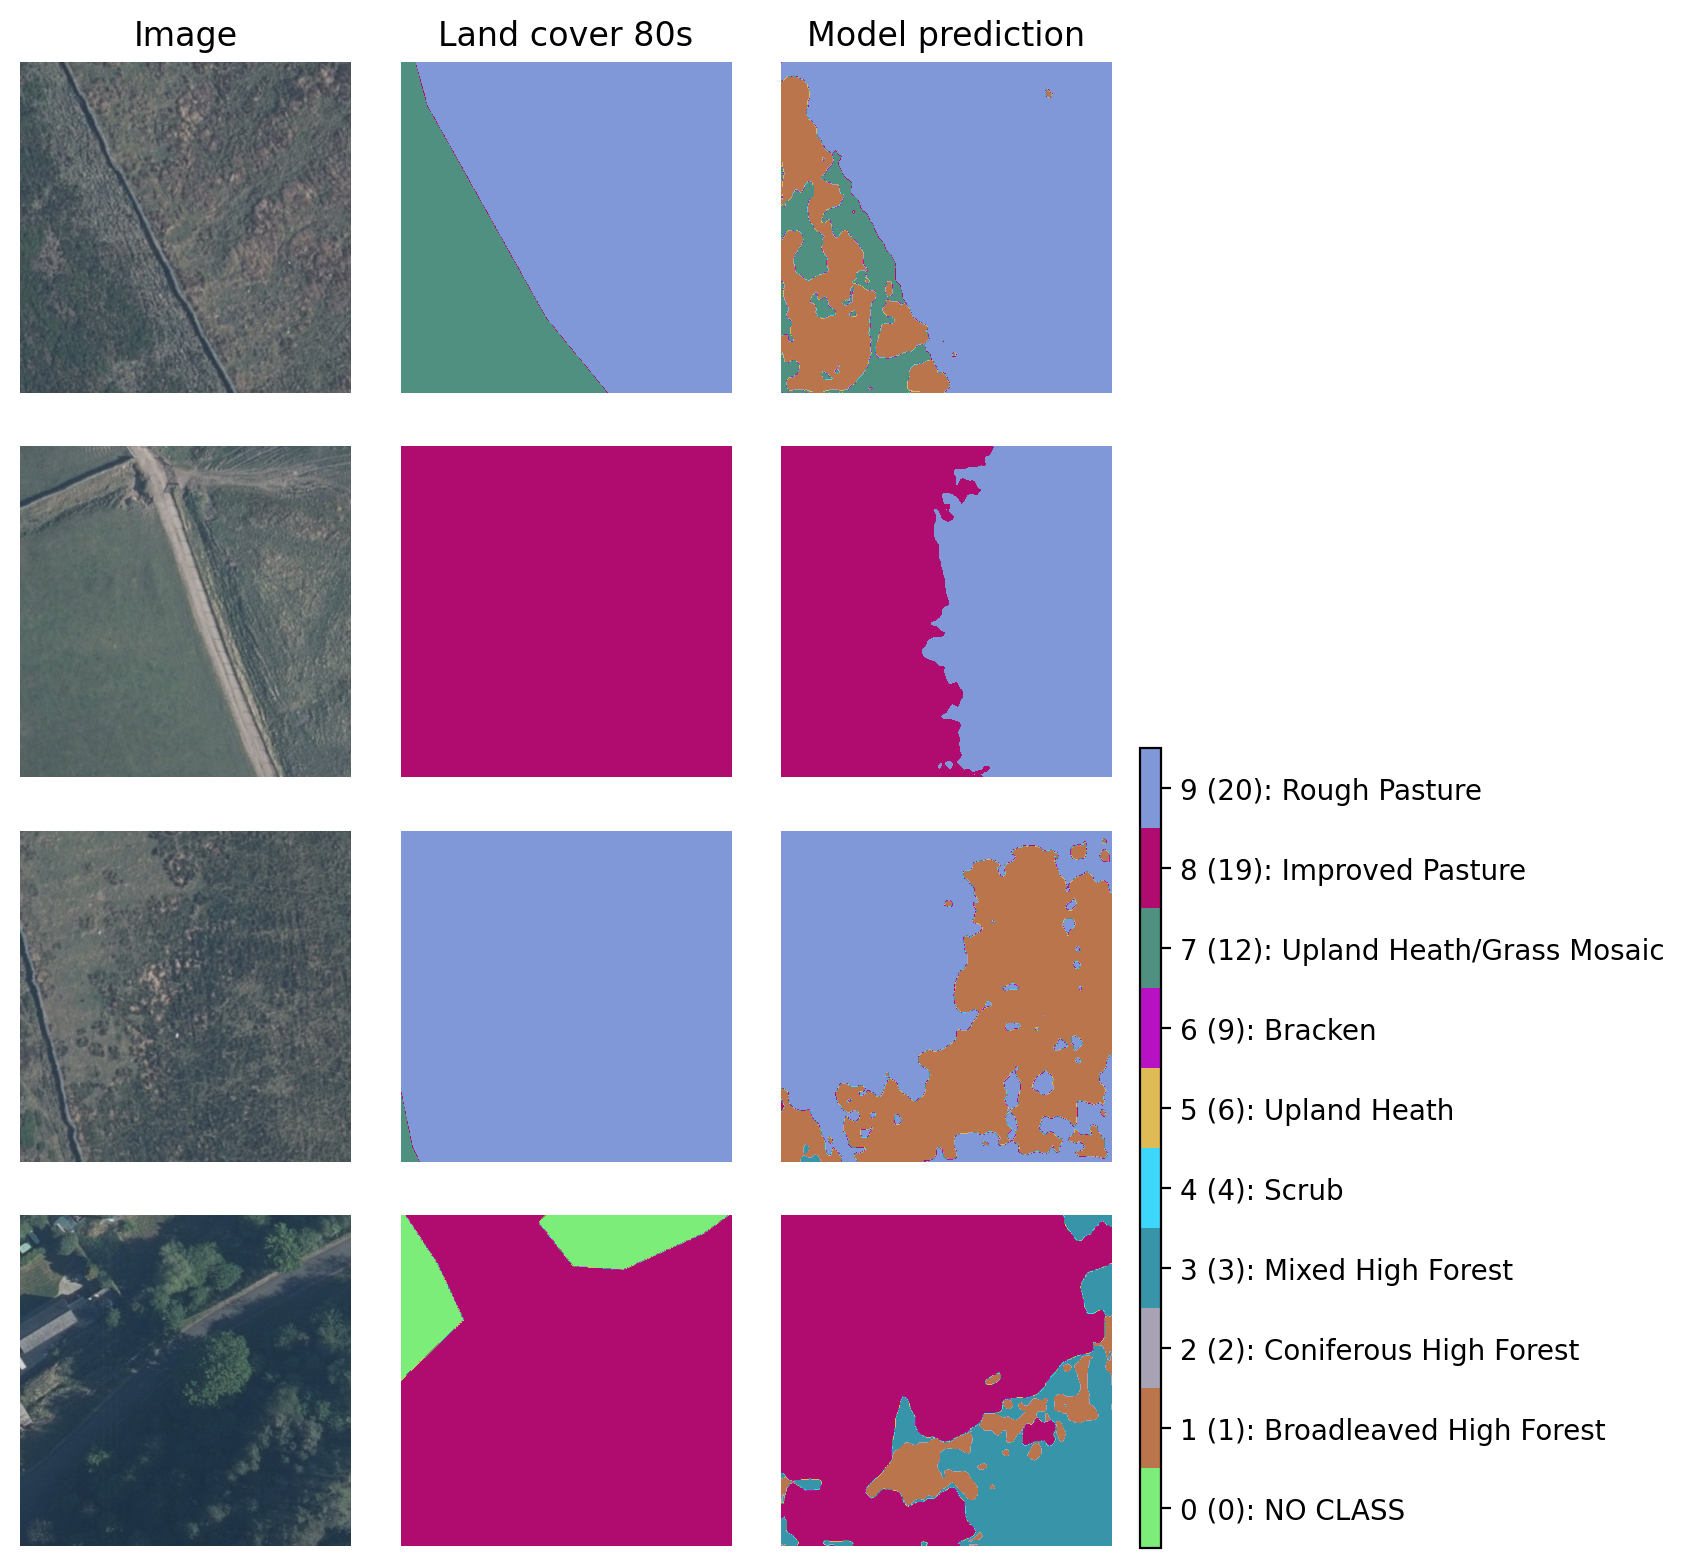 Image
Land cover 80s
Model prediction
9 (20): Rough Pasture
8 (19): Improved Pasture
7 (12): Upland Heath/Grass Mosaic
6 (9): Bracken
5 (6): Upland Heath
4 (4): Scrub
3 (3): Mixed High Forest
2 (2): Coniferous High Forest
1 (1): Broadleaved High Forest
0 (0): NO CLASS